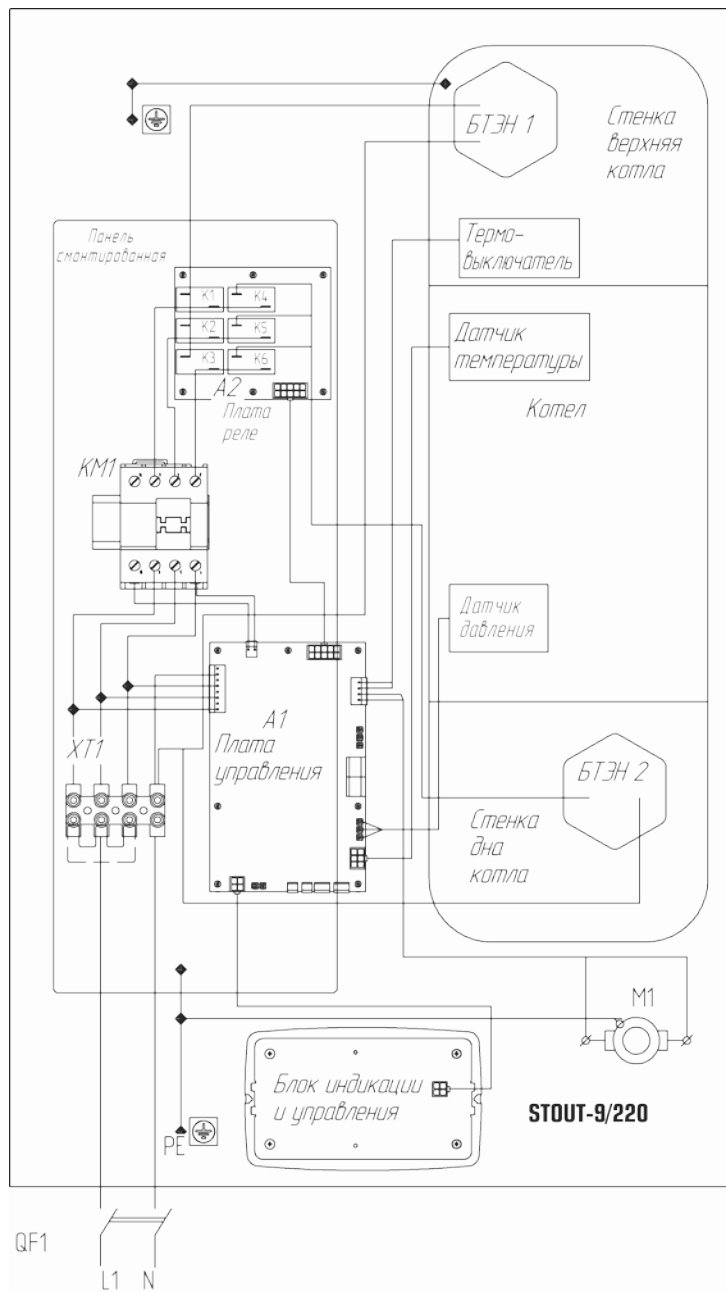 БТЭН 1
Стенка
верхняя
котла
Панель
смонтированная
Термо-
выключатель
K1
K4
K2
K5
K3
K6
A2
Плата
реле
Датчик
температуры
Котел
KM1
Датчик
давления
A1
Плата
управления
XT1
БТЭН 2
Стенка
дна
котла
M1
Блок индикации
и управления
STOUT-9/220
PE
QF1
L1 N